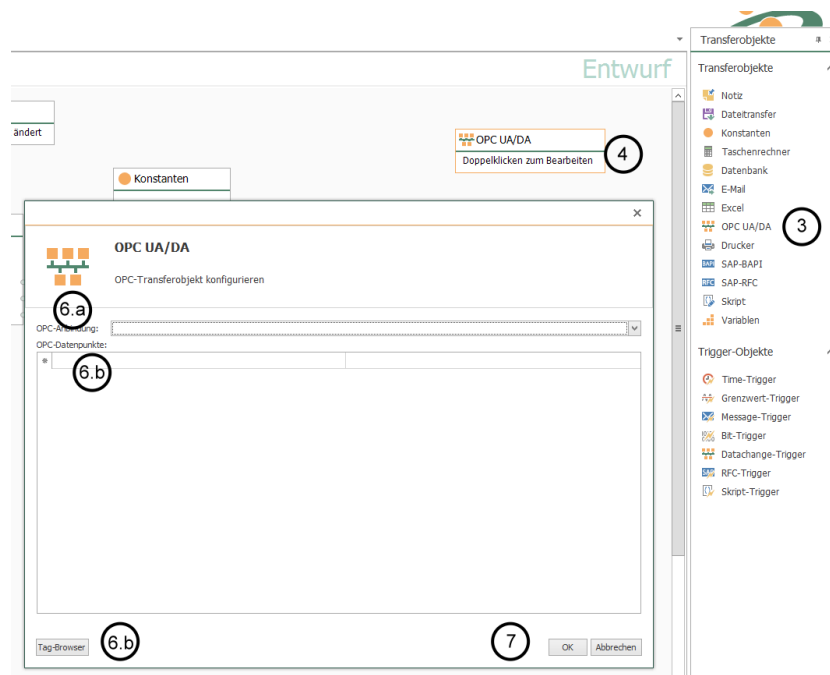 Transferobjekte
Entwurf
ändert
OPC UA/DA
Doppelklicken zum Bearbeiten
4
Konstanten
OPC UA/DA
OPC-Transferobjekt konfigurieren
6.a
OPC-Anbindung:
OPC-Datenpunkte:
6.b
Tag-Browser
6.b
7
OK
Abbrechen
Transferobjekte
Notiz
Dateitransfer
Konstanten
Taschenrechner
Datenbank
E-Mail
Excel
OPC UA/DA
3
Drucker
BAPI SAP-BAPI
RFC SAP-RFC
Skript
Variablen
Trigger-Objekte
Time-Trigger
Grenzwert-Trigger
Message-Trigger
Bit-Trigger
Datachange-Trigger
SAP RFC-Trigger
Skript-Trigger